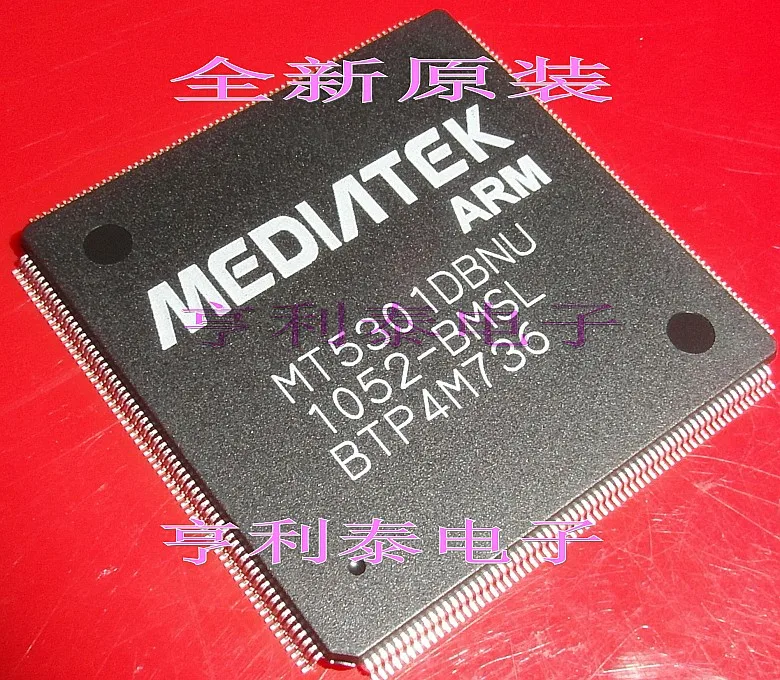 全新原装
MEDIATEK
ARM
MT5301DBNU
1052-BMSL
BTP4M736
亨利泰电子
亨利泰电子